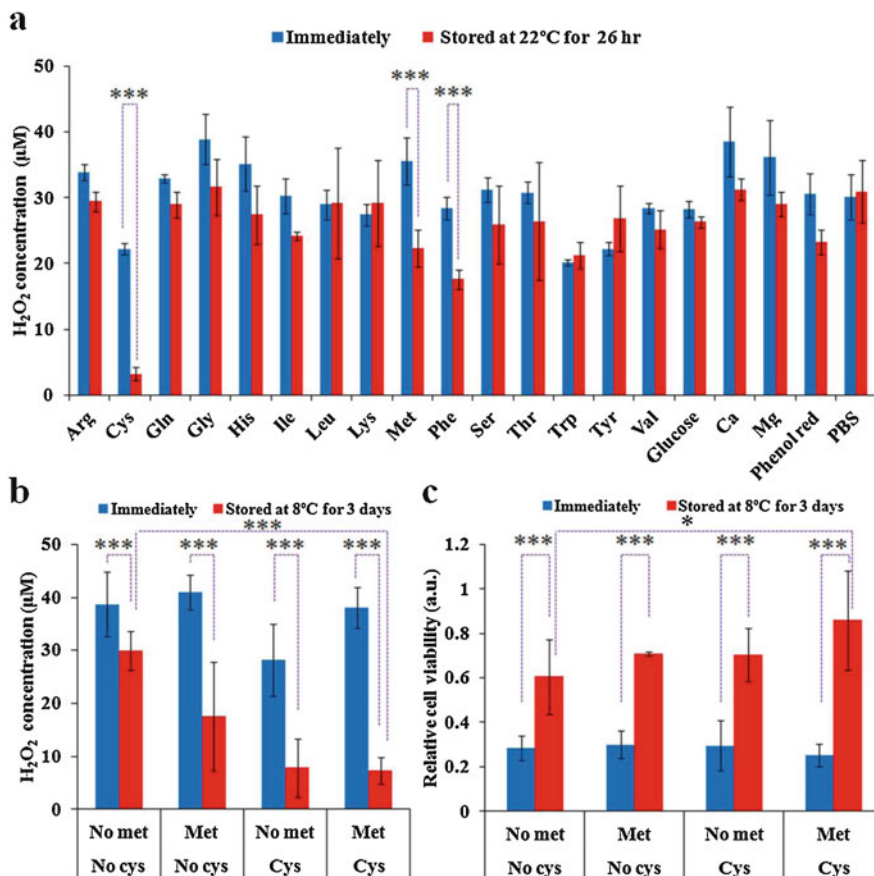 a
Immediately Stored at 22°C for 26 hr
***
*** ***
H₂O₂ concentration (µM)
50
40
30
20
10
0
Arg Cys Gln Gly His Ile Leu Lys Met Phe Ser Thr Trp Tyr Val Glucose Ca Mg Phenol red PBS
b
Immediately Stored at 8°C for 3 days
***
*** *** *** ***
H₂O₂ concentration (µM)
50
40
30
20
10
0
No met Met No met Met
No cys No cys Cys Cys
c
Immediately Stored at 8°C for 3 days
*
*** *** *** ***
Relative cell viability (a.u.)
1.2
1
0.8
0.6
0.4
0.2
0
No met Met No met Met
No cys No cys Cys Cys